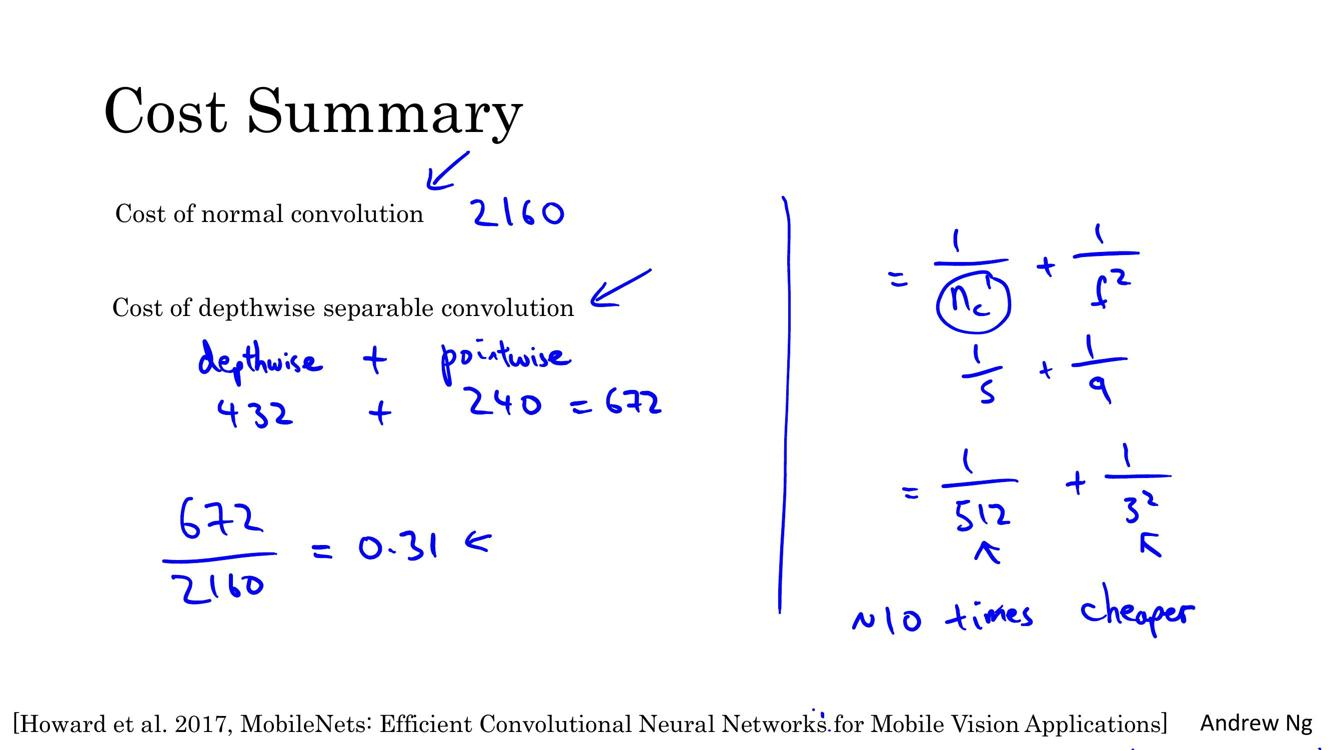 Cost Summary
Cost of normal convolution 2160
Cost of depthwise separable convolution
depthwise + pointwise
432 + 240 = 672
672/2160 = 0.31 ←
= 1/n_c' + 1/f²
1/5 + 1/9
= 1/512 + 1/3²
~10 times cheaper
[Howard et al. 2017, MobileNets: Efficient Convolutional Neural Networks for Mobile Vision Applications] Andrew Ng